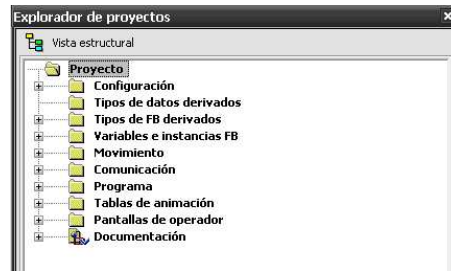 Explorador de proyectos
Vista estructural
Proyecto
Configuración
Tipos de datos derivados
Tipos de FB derivados
Variables e instancias FB
Movimiento
Comunicación
Programa
Tablas de animación
Pantallas de operador
Documentación